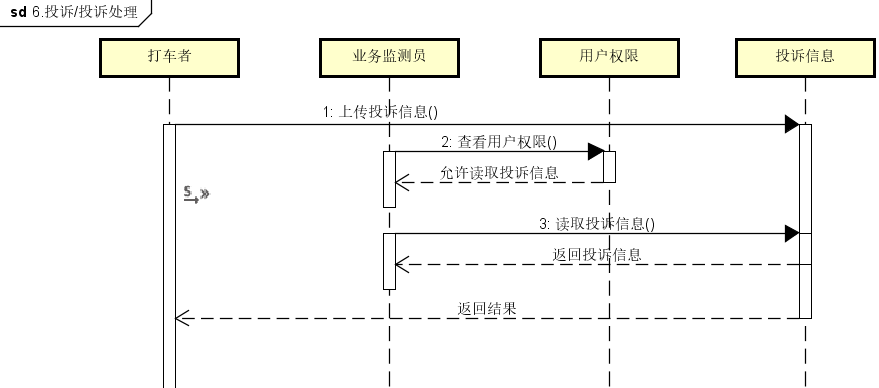 sd 6.投诉/投诉处理
打车者
业务监测员
用户权限
投诉信息
1: 上传投诉信息()
2: 查看用户权限()
允许读取投诉信息
3: 读取投诉信息()
返回投诉信息
返回结果